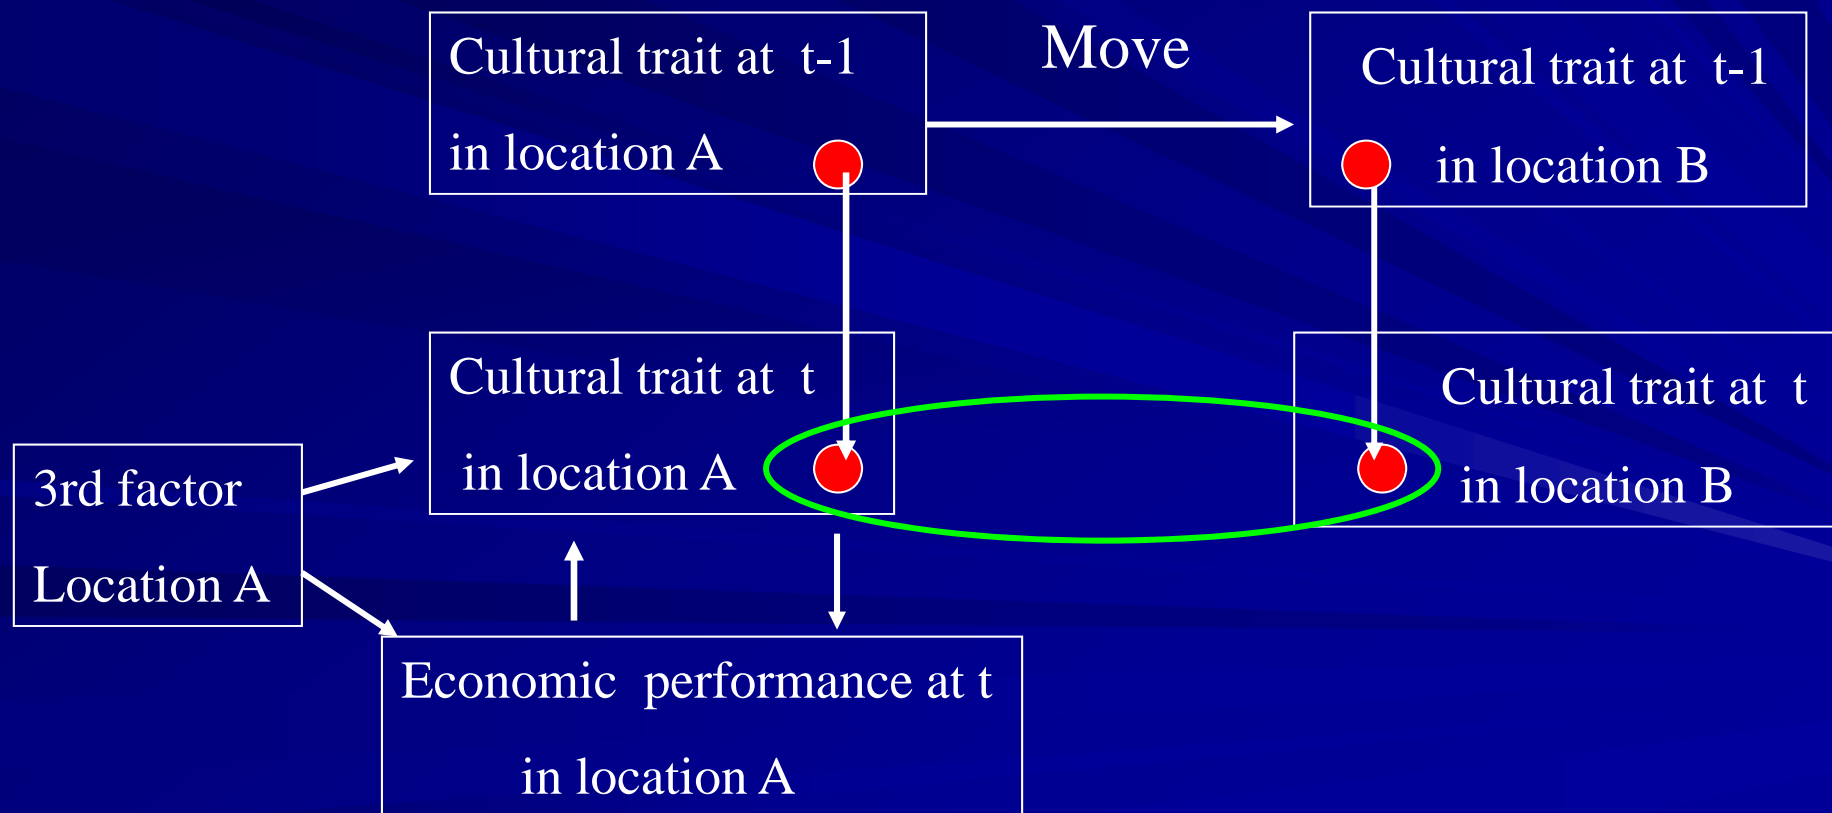 Cultural trait at t-1
in location A
Move
Cultural trait at t-1
in location B
Cultural trait at t
in location A
Cultural trait at t
in location B
3rd factor
Location A
Economic performance at t
in location A